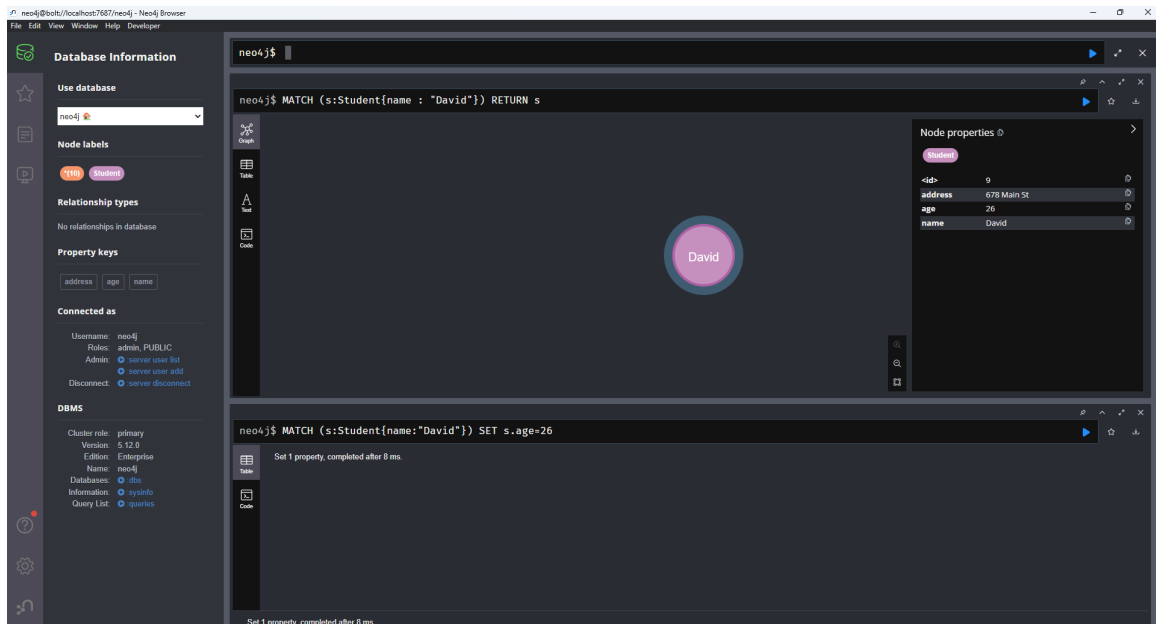 neo4j@bolt://localhost:7687/neo4j - Neo4j Browser
File Edit View Window Help Developer
Database Information
Use database
neo4j
Node labels
*(10) Student
Relationship types
No relationships in database
Property keys
address age name
Connected as
Username: neo4j
Roles: admin, PUBLIC
Admin: :server user list
:server user add
Disconnect: :server disconnect
DBMS
Cluster role: primary
Version: 5.12.0
Edition: Enterprise
Name: neo4j
Databases: :dbs
Information: :sysinfo
Query List: :queries
neo4j$
neo4j$ MATCH (s:Student{name : "David"}) RETURN s
Graph
Table
Text
Code
David
Node properties
Student
<id> 9
address 678 Main St
age 26
name David
neo4j$ MATCH (s:Student{name:"David"}) SET s.age=26
Table
Code
Set 1 property, completed after 8 ms.
Set 1 property, completed after 8 ms.